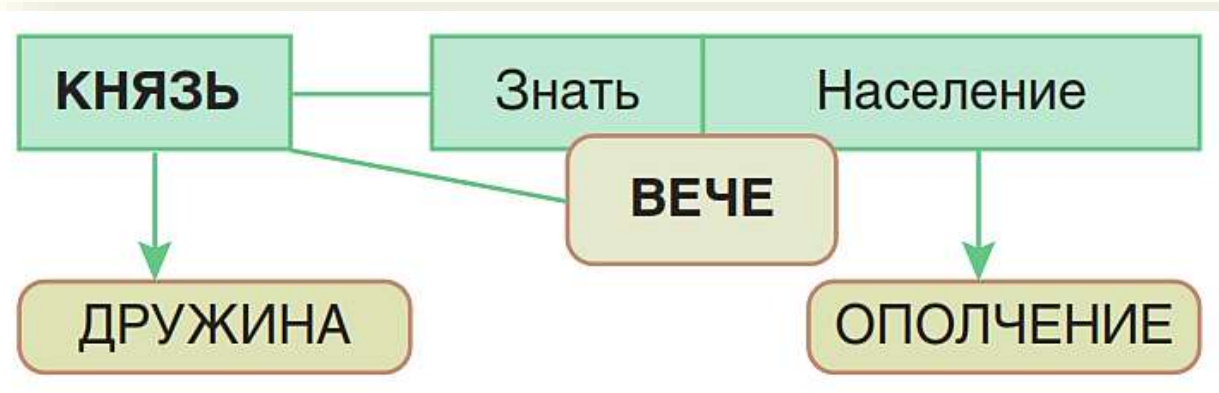 КНЯЗЬ
Знать
Население
ВЕЧЕ
ДРУЖИНА
ОПОЛЧЕНИЕ